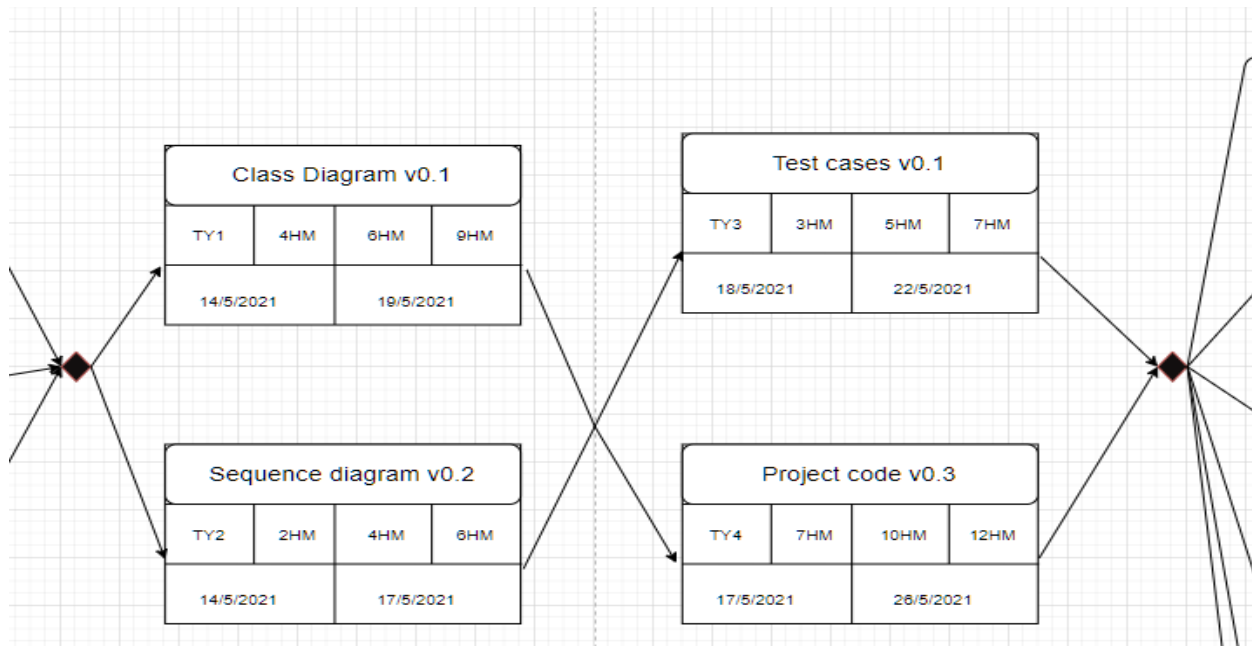 Class Diagram v0.1
TY1 4HM 6HM 9HM
14/5/2021 19/5/2021
Sequence diagram v0.2
TY2 2HM 4HM 6HM
14/5/2021 17/5/2021
Test cases v0.1
TY3 3HM 5HM 7HM
18/5/2021 22/5/2021
Project code v0.3
TY4 7HM 10HM 12HM
17/5/2021 26/5/2021